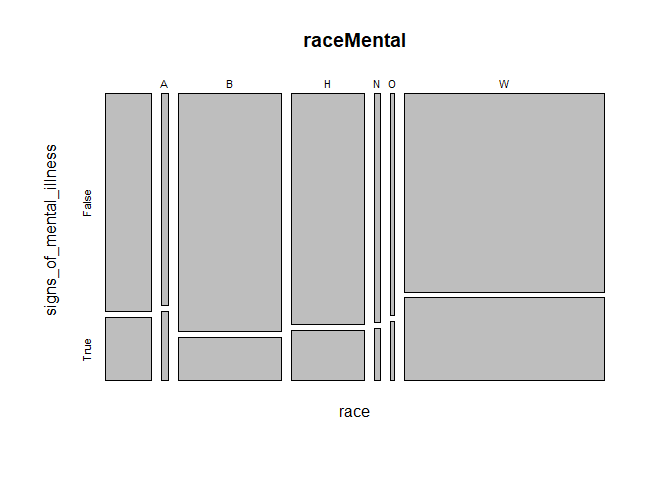 raceMental
A B H N O W
signs_of_mental_illness
False
True
race